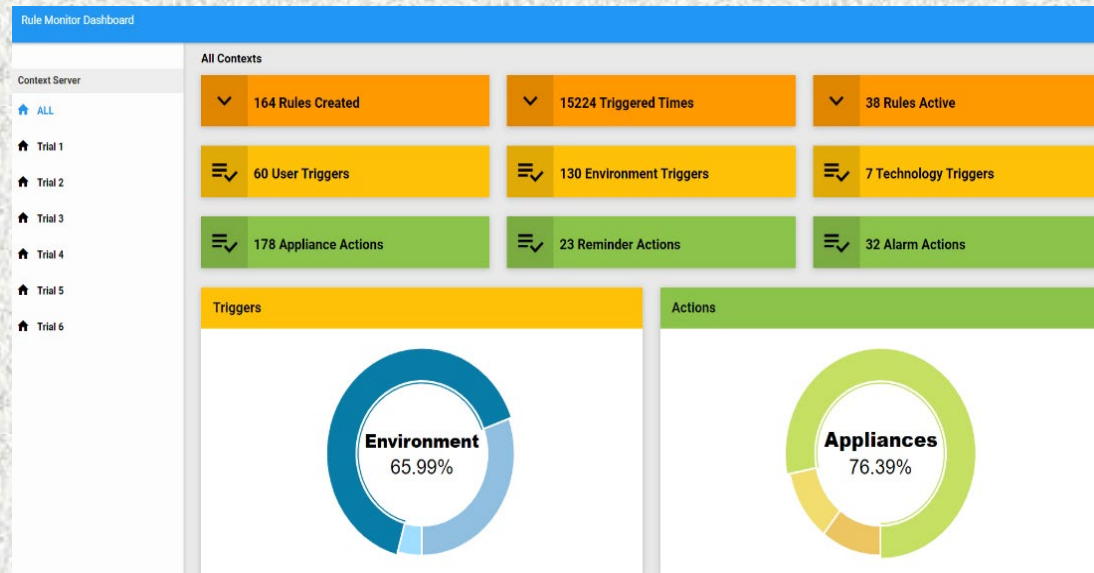 Rule Monitor Dashboard
Context Server
ALL
Trial 1
Trial 2
Trial 3
Trial 4
Trial 5
Trial 6
All Contexts
164 Rules Created
15224 Triggered Times
38 Rules Active
60 User Triggers
130 Environment Triggers
7 Technology Triggers
178 Appliance Actions
23 Reminder Actions
32 Alarm Actions
Triggers
Actions
Environment
65.99%
Appliances
76.39%